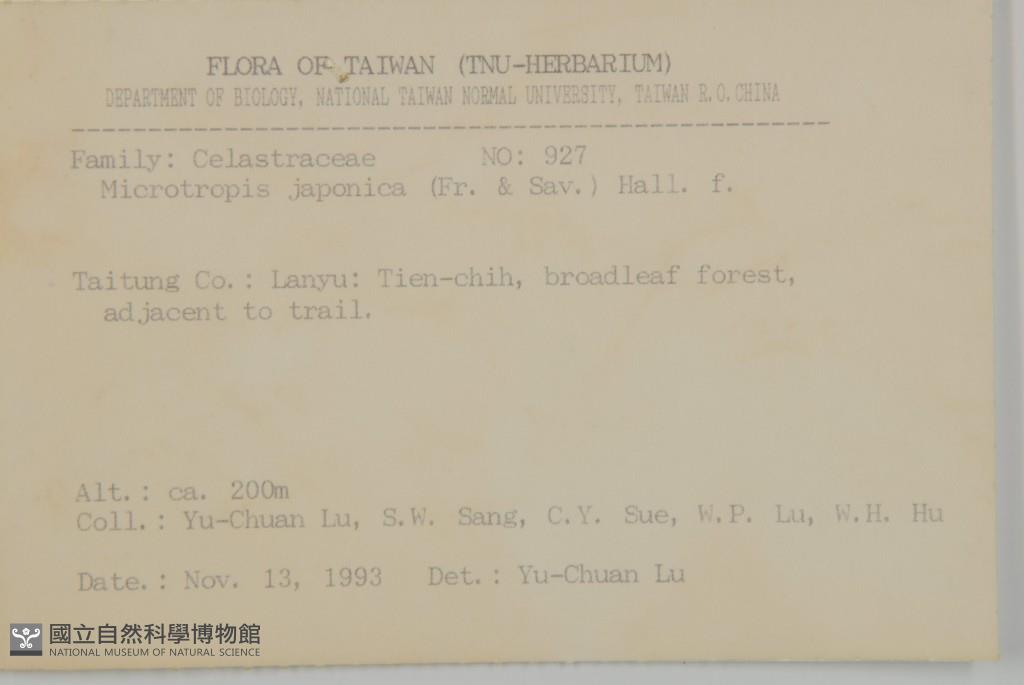 FLORA OF TAIWAN (TNU-HERBARIUM)
DEPARTMENT OF BIOLOGY, NATIONAL TAIWAN NORMAL UNIVERSITY, TAIWAN R.O.CHINA
Family: Celastraceae NO: 927
Microtropis japonica (Fr. & Sav.) Hall. f.
Taitung Co.: Lanyu: Tien-chih, broadleaf forest,
adjacent to trail.
Alt.: ca. 200m
Coll.: Yu-Chuan Lu, S.W. Sang, C.Y. Sue, W.P. Lu, W.H. Hu
Date.: Nov. 13, 1993 Det.: Yu-Chuan Lu
國立自然科學博物館
NATIONAL MUSEUM OF NATURAL SCIENCE